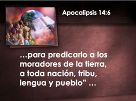 Apocalipsis 14:6
…para predicarlo a los
moradores de la tierra,
a toda nación, tribu,
lengua y pueblo” …